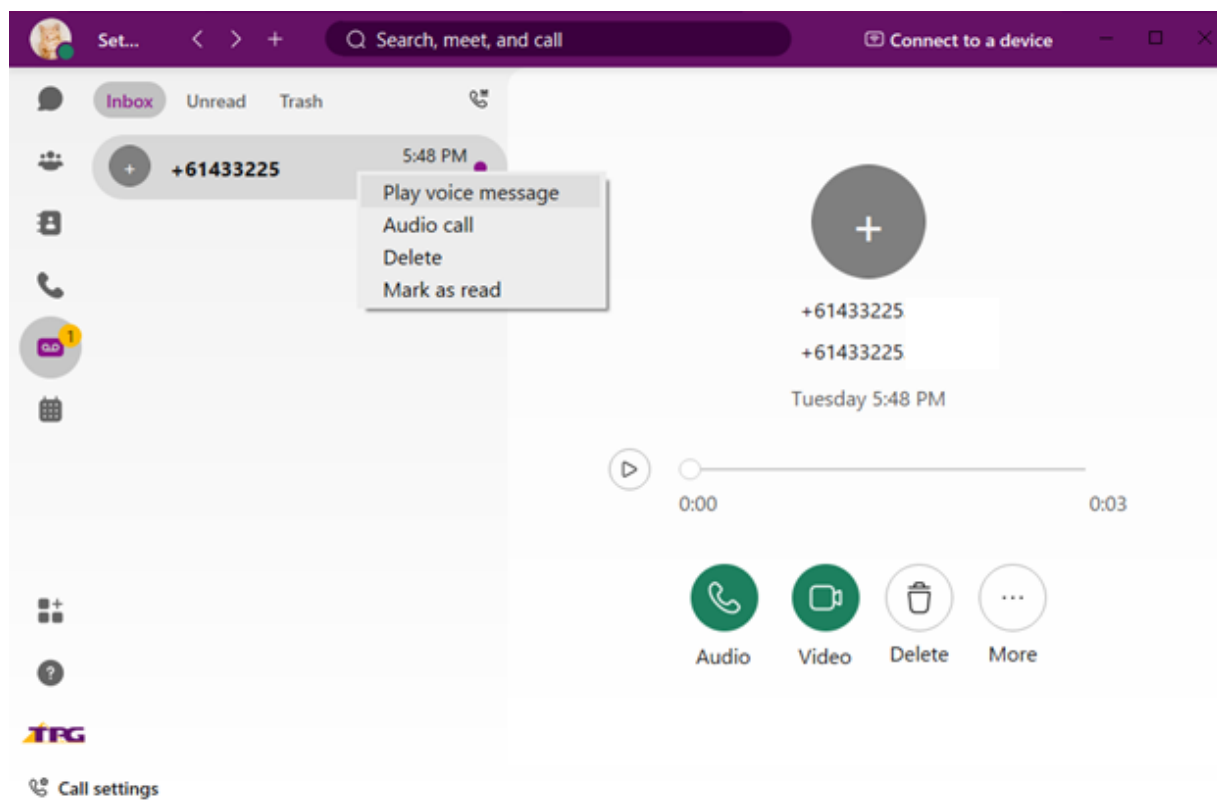 Set...
Search, meet, and call
Connect to a device
Inbox Unread Trash
+61433225
5:48 PM
Play voice message
Audio call
Delete
Mark as read
1
+61433225
+61433225
Tuesday 5:48 PM
0:00
0:03
Audio Video Delete More
TPG
Call settings